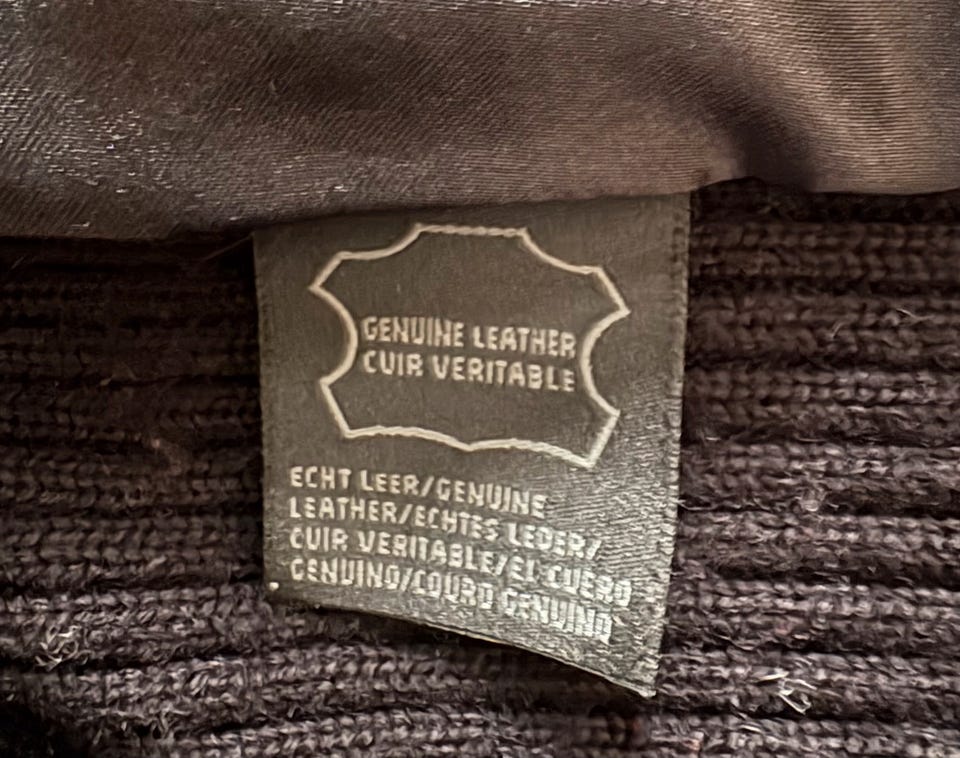 GENUINE LEATHER
CUIR VERITABLE
ECHT LEER/GENUINE
LEATHER/ECHTES LEDER/
CUIR VERITABLE/EL CUERO
GENUINO/COURO GENUINO